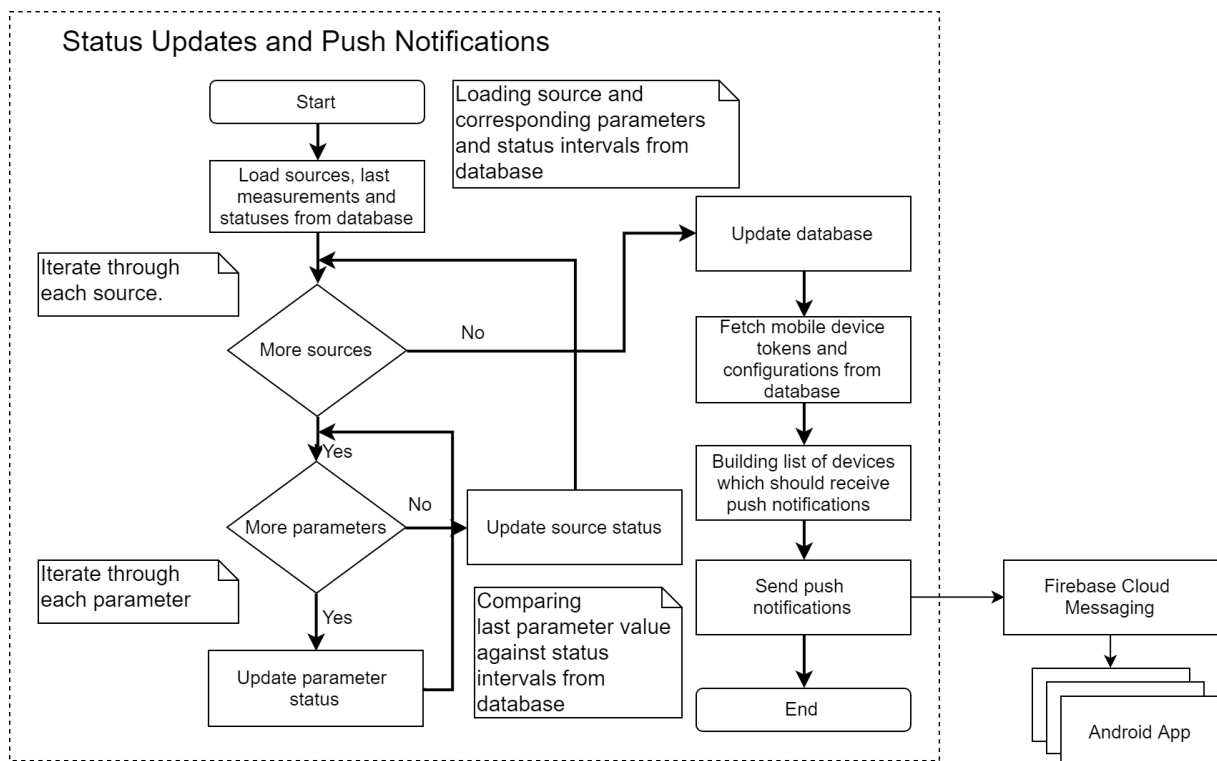 Status Updates and Push Notifications
Start
Loading source and
corresponding parameters
and status intervals from
database
Load sources, last
measurements and
statuses from database
Update database
Iterate through
each source.
More sources
No
Fetch mobile device
tokens and
configurations from
database
Yes
Building list of devices
which should receive
push notifications
More parameters
No
Update source status
Iterate through
each parameter
Yes
Comparing
last parameter value
against status
intervals from
database
Send push
notifications
Firebase Cloud
Messaging
Update parameter
status
End
Android App